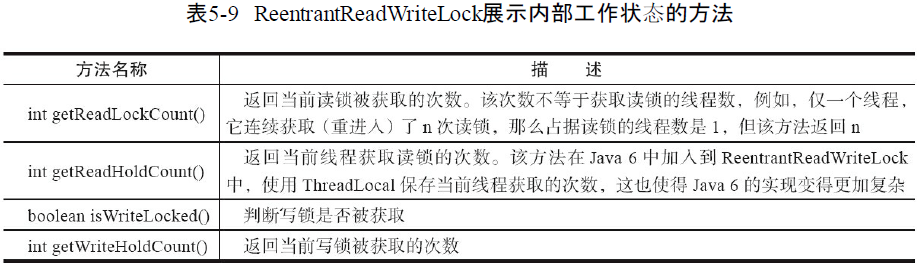 表5-9 ReentrantReadWriteLock展示内部工作状态的方法
方法名称 描 述
int getReadLockCount() 返回当前读锁被获取的次数。该次数不等于获取读锁的线程数，例如，仅一个线程，
它连续获取（重进入）了 n 次读锁，那么占据读锁的线程数是 1，但该方法返回 n
int getReadHoldCount() 返回当前线程获取读锁的次数。该方法在 Java 6 中加入到 ReentrantReadWriteLock
中，使用 ThreadLocal 保存当前线程获取的次数，这也使得 Java 6 的实现变得更加复杂
boolean isWriteLocked() 判断写锁是否被获取
int getWriteHoldCount() 返回当前写锁被获取的次数